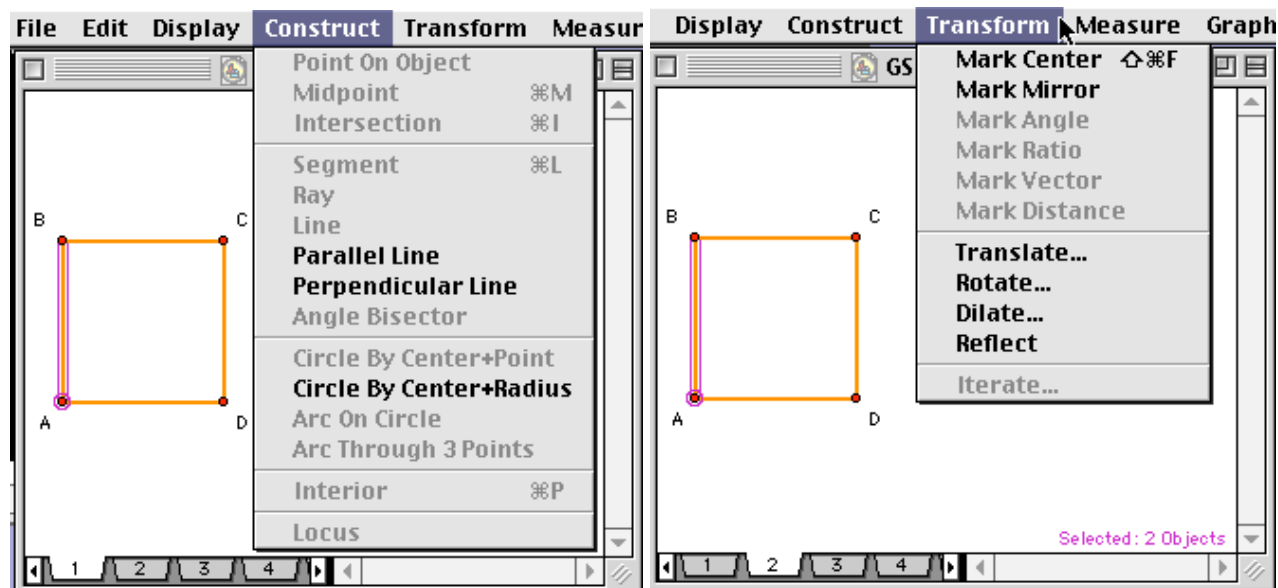 File Edit Display Construct Transform Measur
Point On Object
Midpoint ⌘M
Intersection ⌘I
Segment ⌘L
Ray
Line
Parallel Line
Perpendicular Line
Angle Bisector
Circle By Center+Point
Circle By Center+Radius
Arc On Circle
Arc Through 3 Points
Interior ⌘P
Locus
B C
A D
1 2 3 4
Display Construct Transform Measure Graph
GS
Mark Center ⇧⌘F
Mark Mirror
Mark Angle
Mark Ratio
Mark Vector
Mark Distance
Translate...
Rotate...
Dilate...
Reflect
Iterate...
B C
A D
Selected: 2 Objects
1 2 3 4